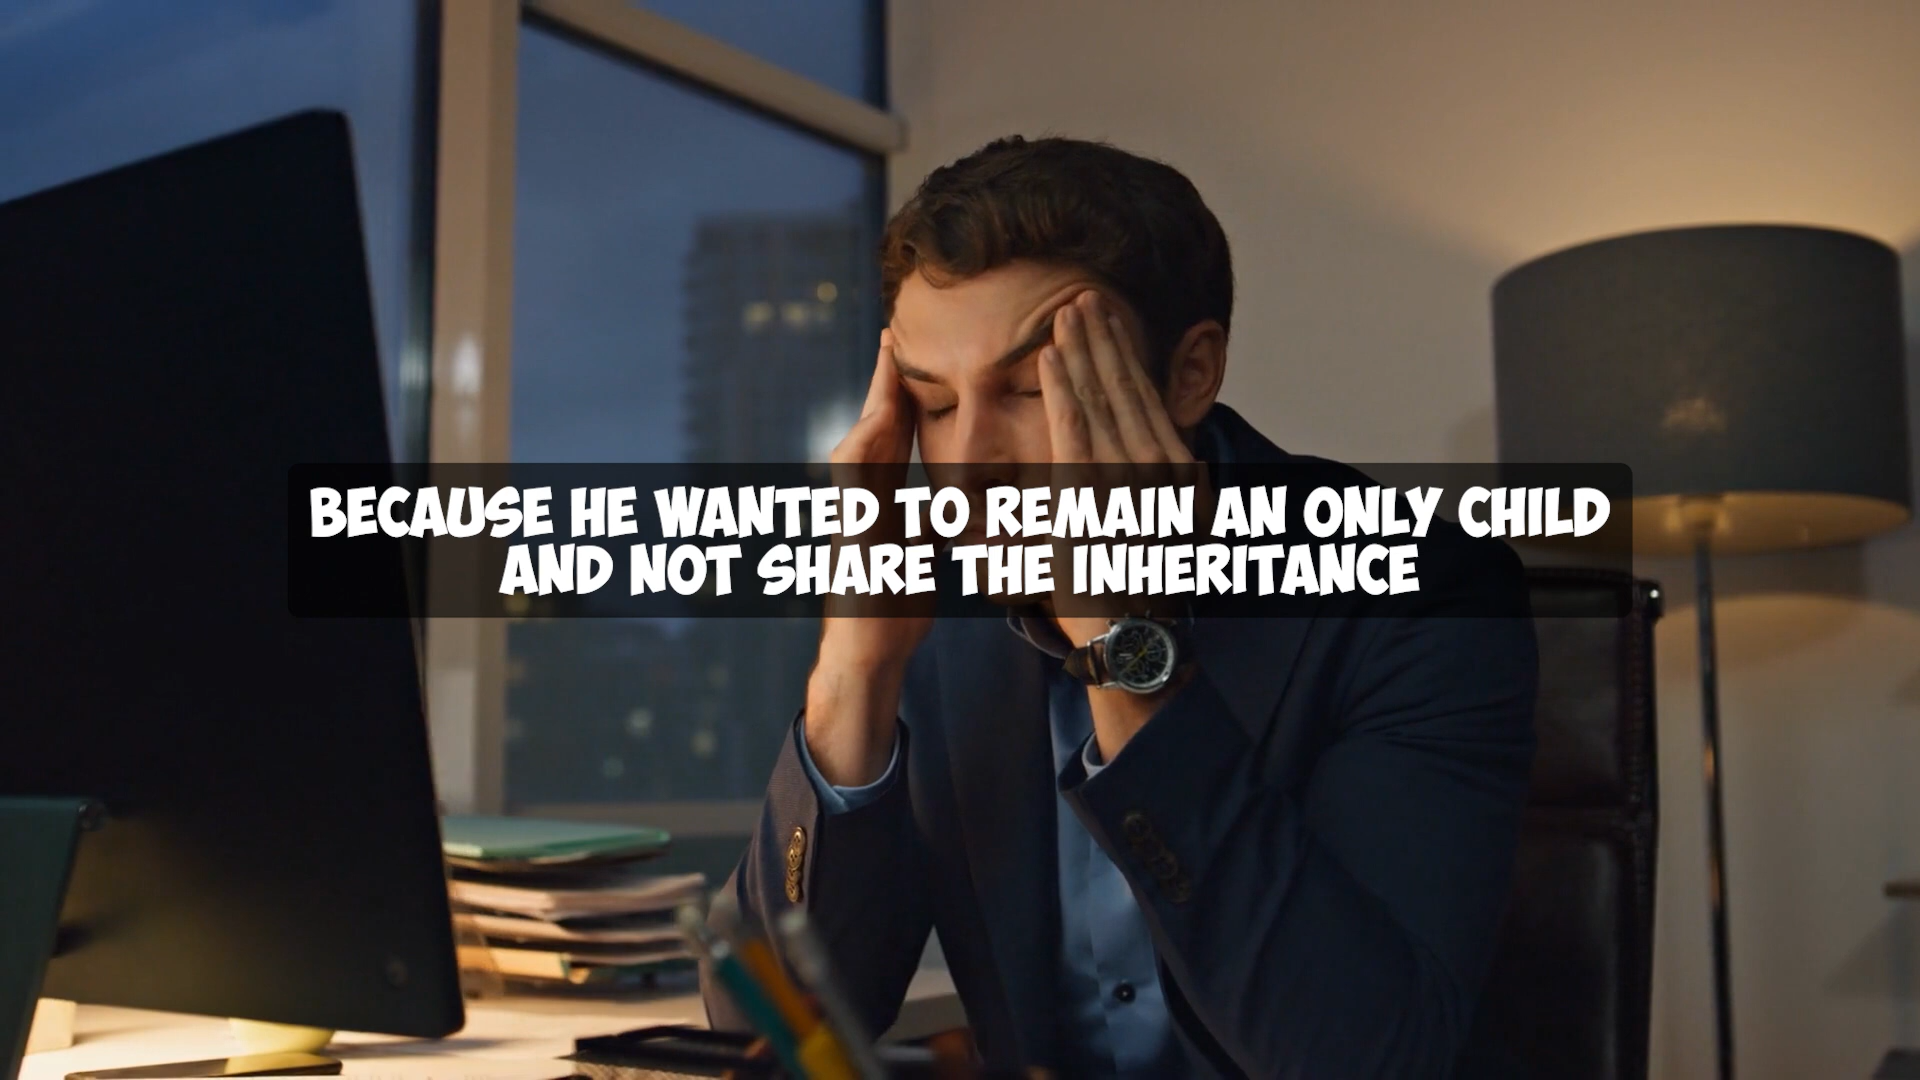 BECAUSE HE WANTED TO REMAIN AN ONLY CHILD
AND NOT SHARE THE INHERITANCE